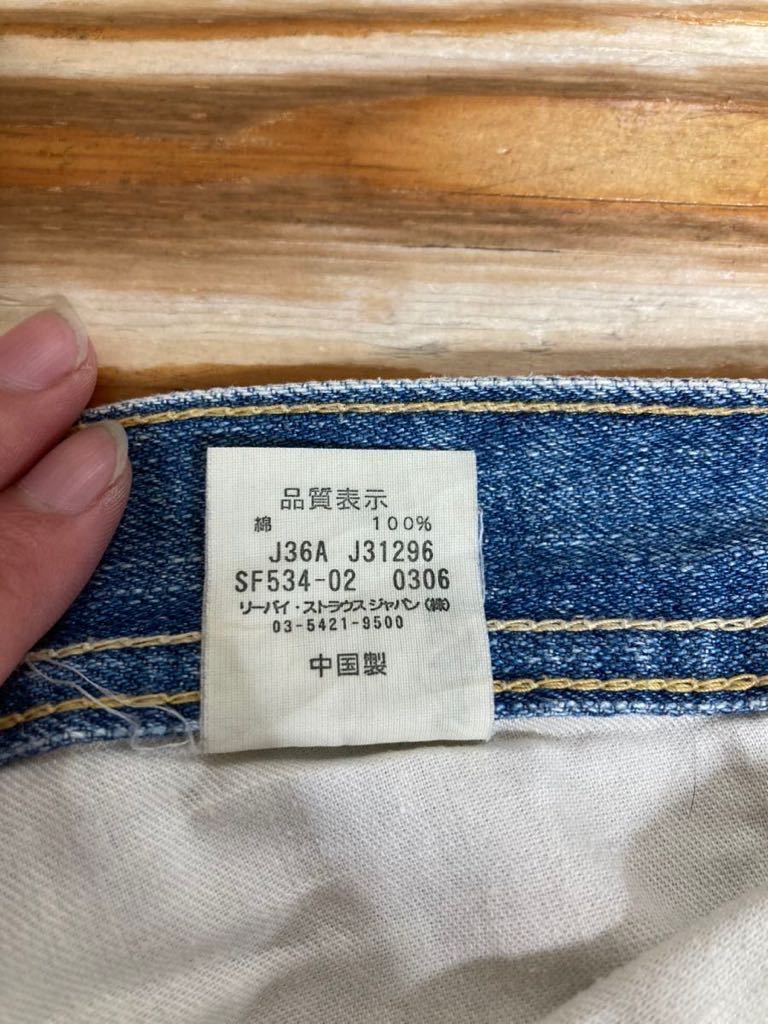 品質表示
綿 100%
J36A J31296
SF534-02 0306
リーバイ・ストラウスジャパン(株)
03-5421-9500
中国製